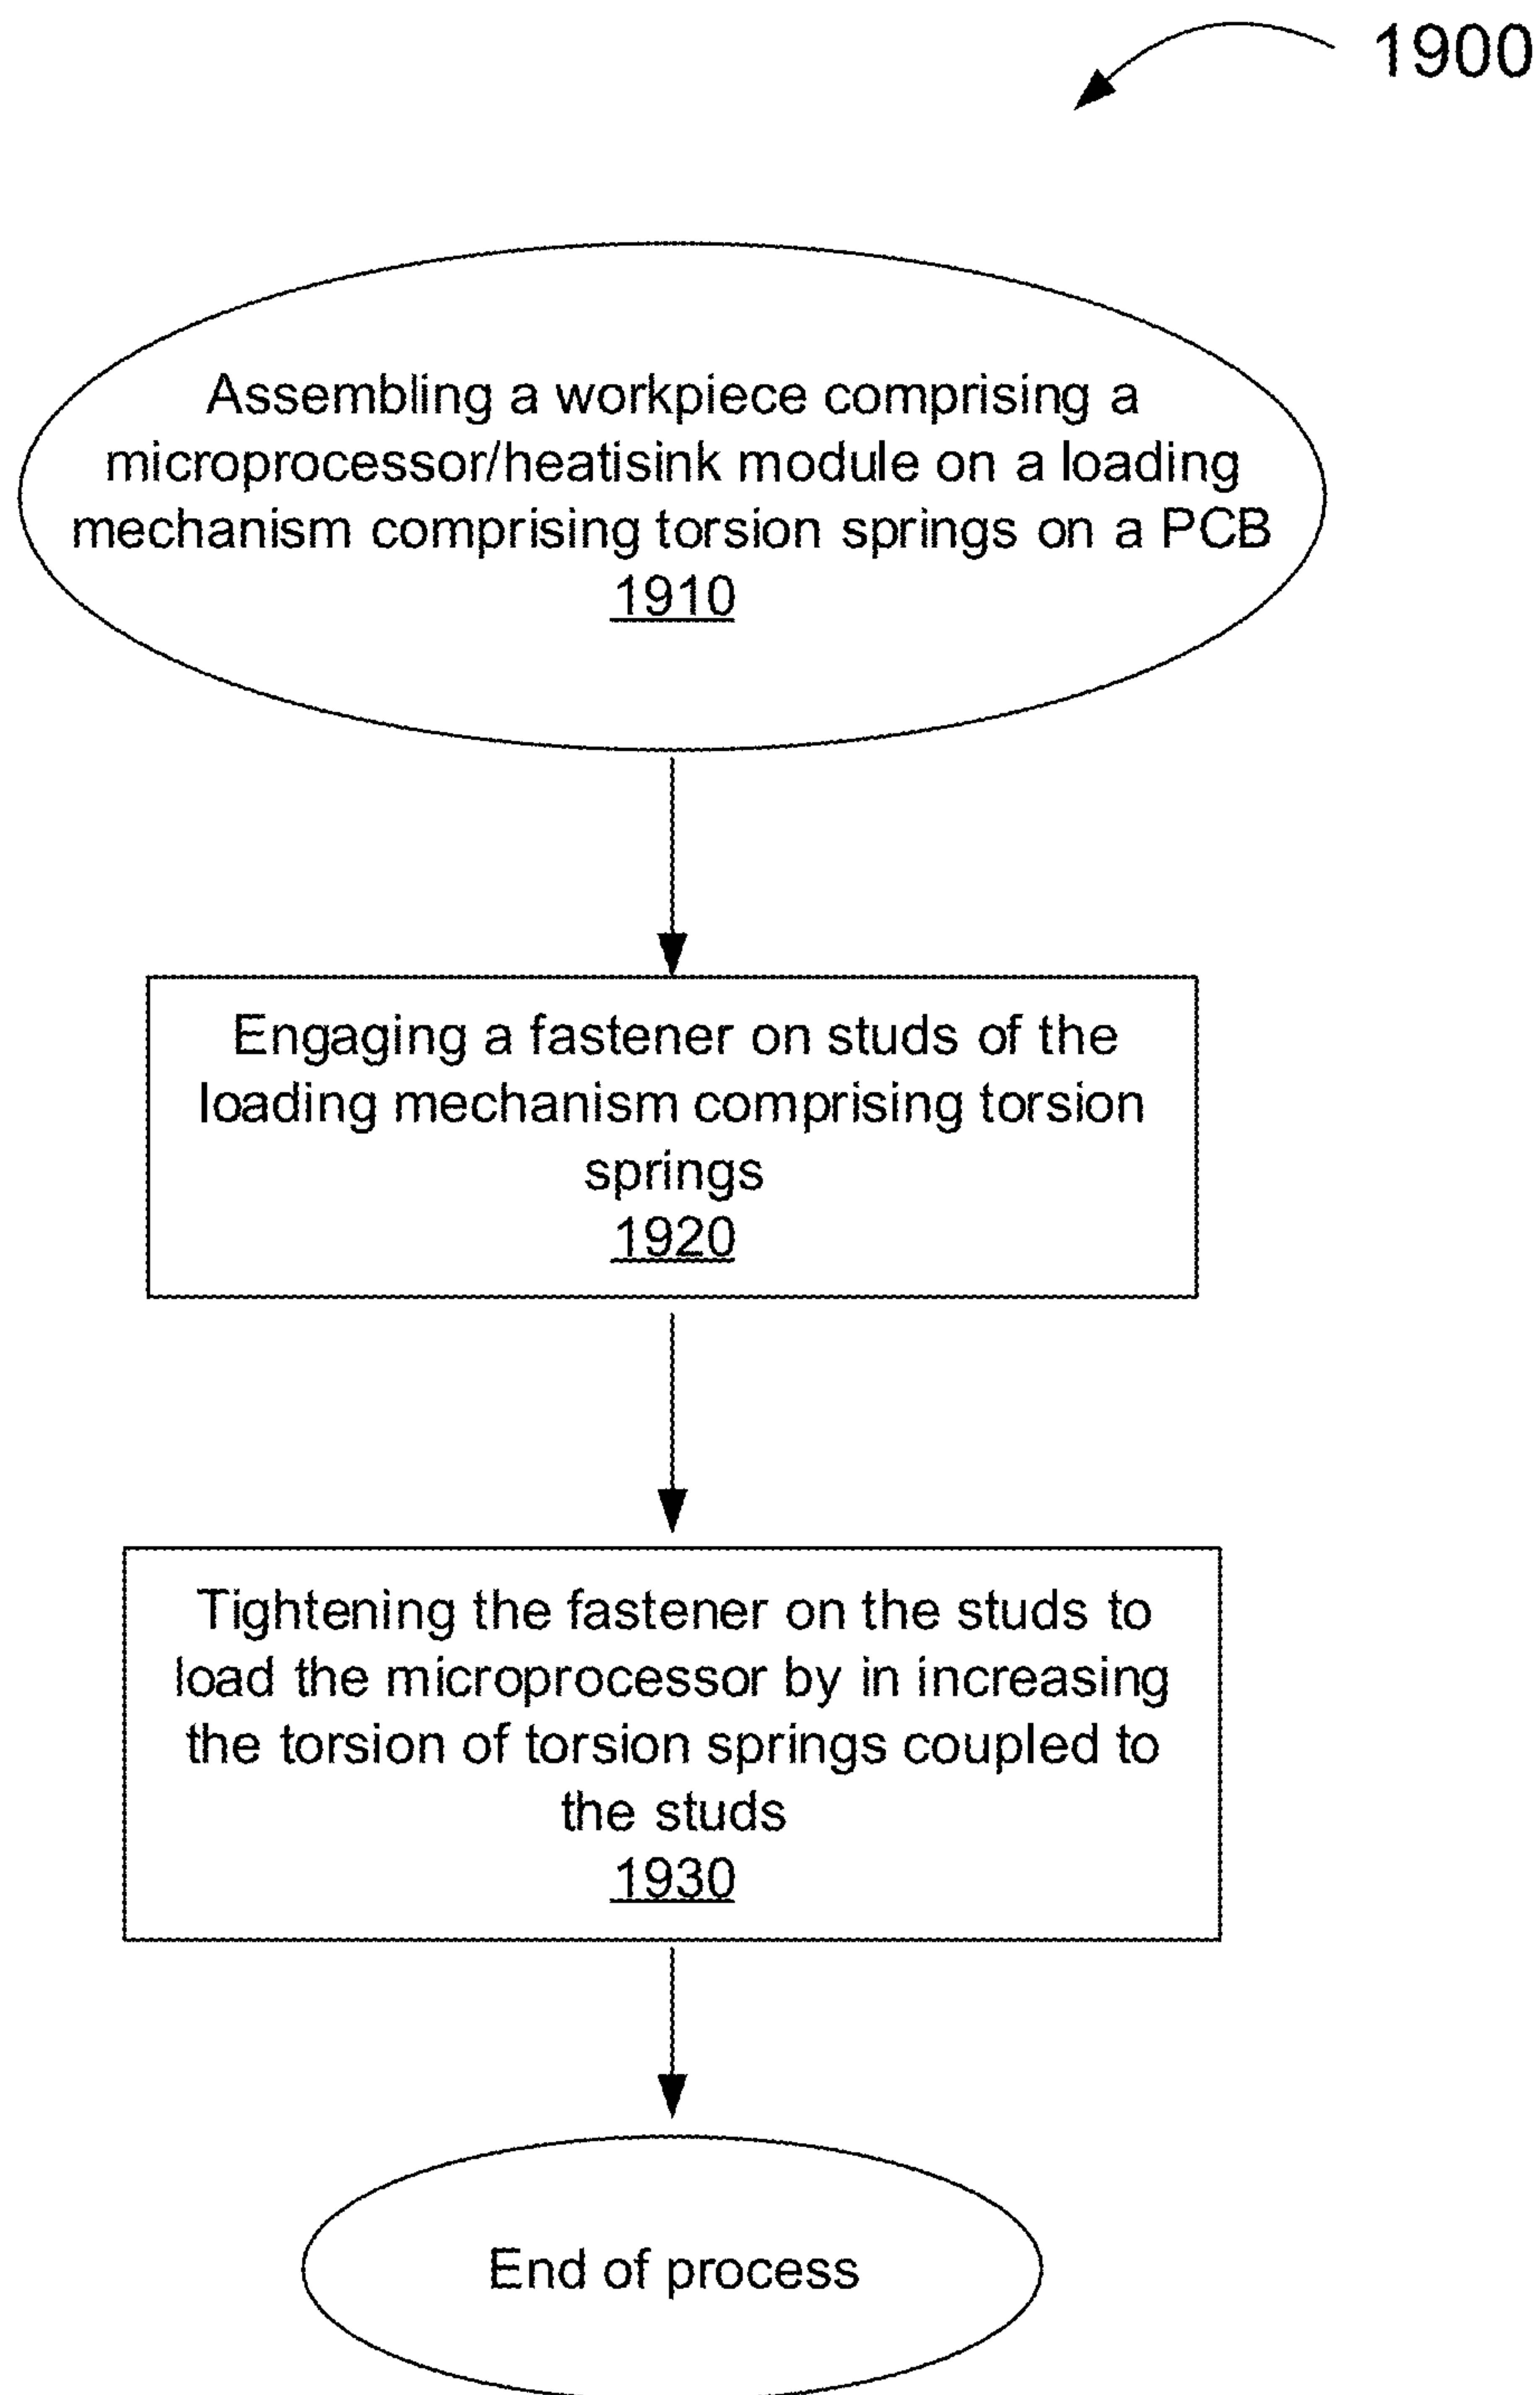 1900
Assembling a workpiece comprising a
microprocessor/heatisink module on a loading
mechanism comprising torsion springs on a PCB
1910
Engaging a fastener on studs of the
loading mechanism comprising torsion
springs
1920
Tightening the fastener on the studs to
load the microprocessor by in increasing
the torsion of torsion springs coupled to
the studs
1930
End of process